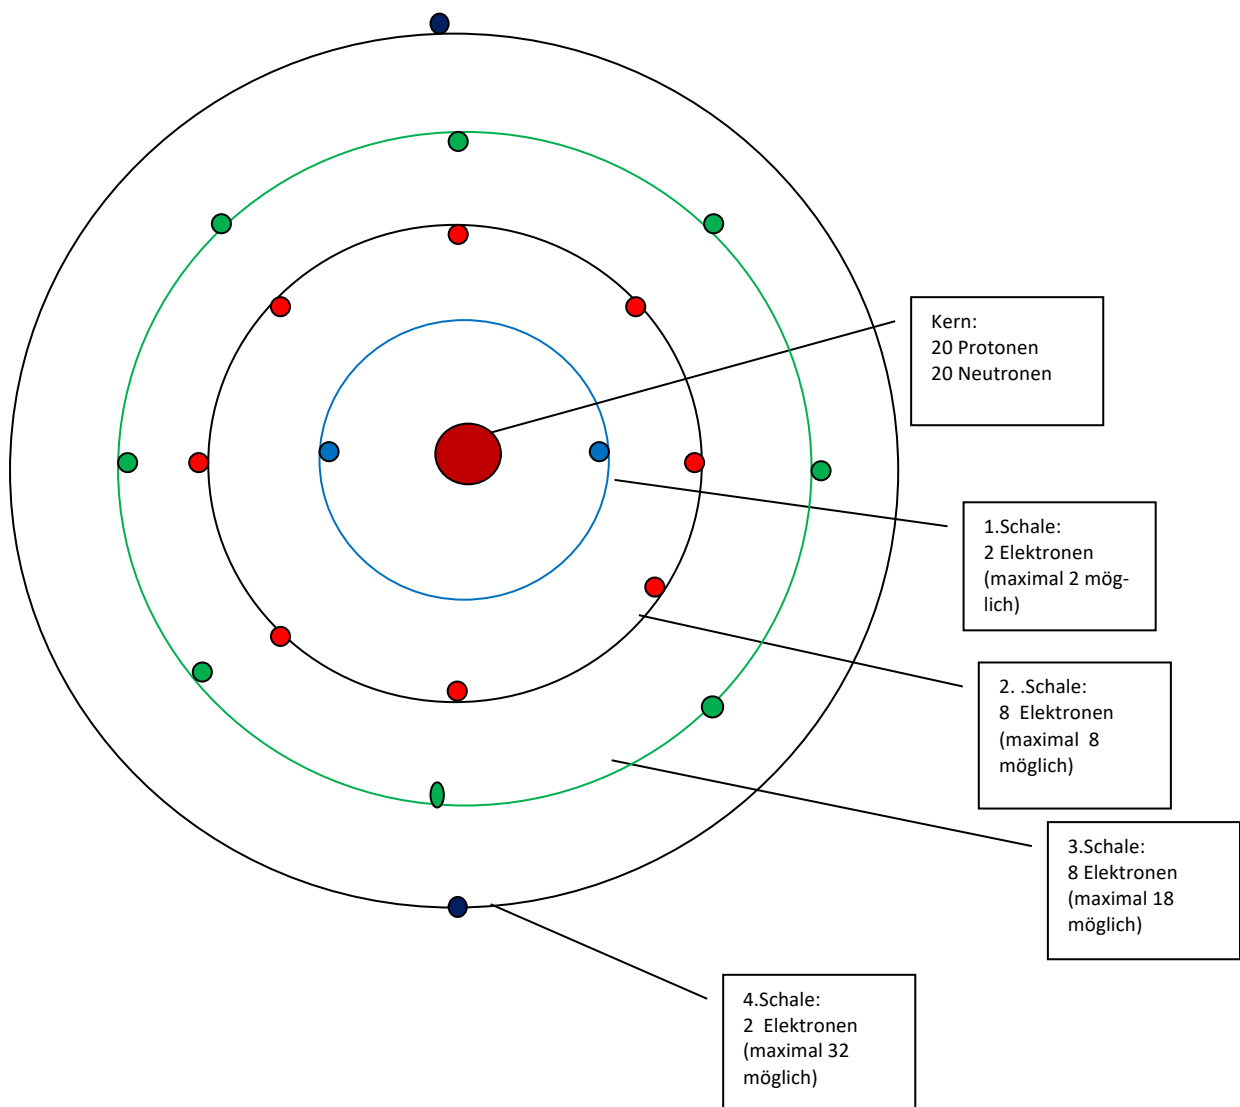 Kern:
20 Protonen
20 Neutronen
1.Schale:
2 Elektronen
(maximal 2 mög-
lich)
2. .Schale:
8  Elektronen
(maximal  8
möglich)
3.Schale:
8 Elektronen
(maximal 18
möglich)
4.Schale:
2  Elektronen
(maximal 32
möglich)